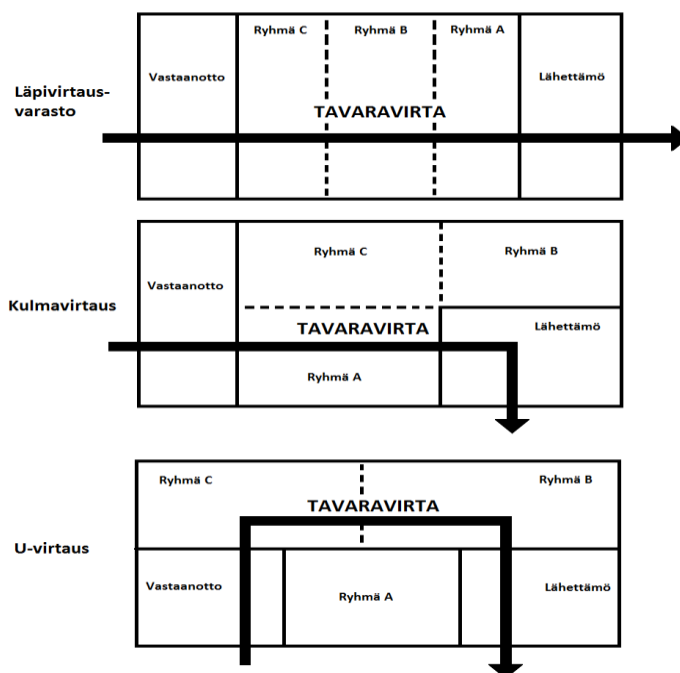 Ryhmä C
Ryhmä B
Ryhmä A
Vastaanotto
Lähettämö
Läpivirtaus-
varasto
TAVARAVIRTA
Ryhmä C
Ryhmä B
Vastaanotto
Kulmavirtaus
TAVARAVIRTA
Lähettämö
Ryhmä A
Ryhmä C
Ryhmä B
TAVARAVIRTA
U-virtaus
Vastaanotto
Ryhmä A
Lähettämö